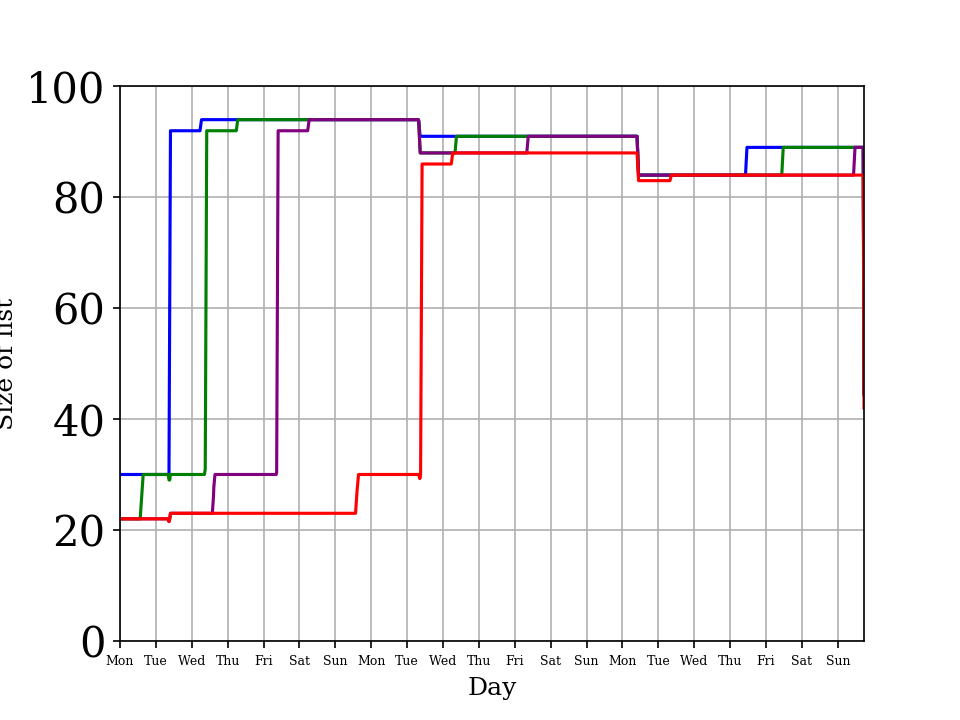 100
80
60
40
20
0
Size of list
Mon Tue Wed Thu Fri Sat Sun Mon Tue Wed Thu Fri Sat Sun Mon Tue Wed Thu Fri Sat Sun
Day